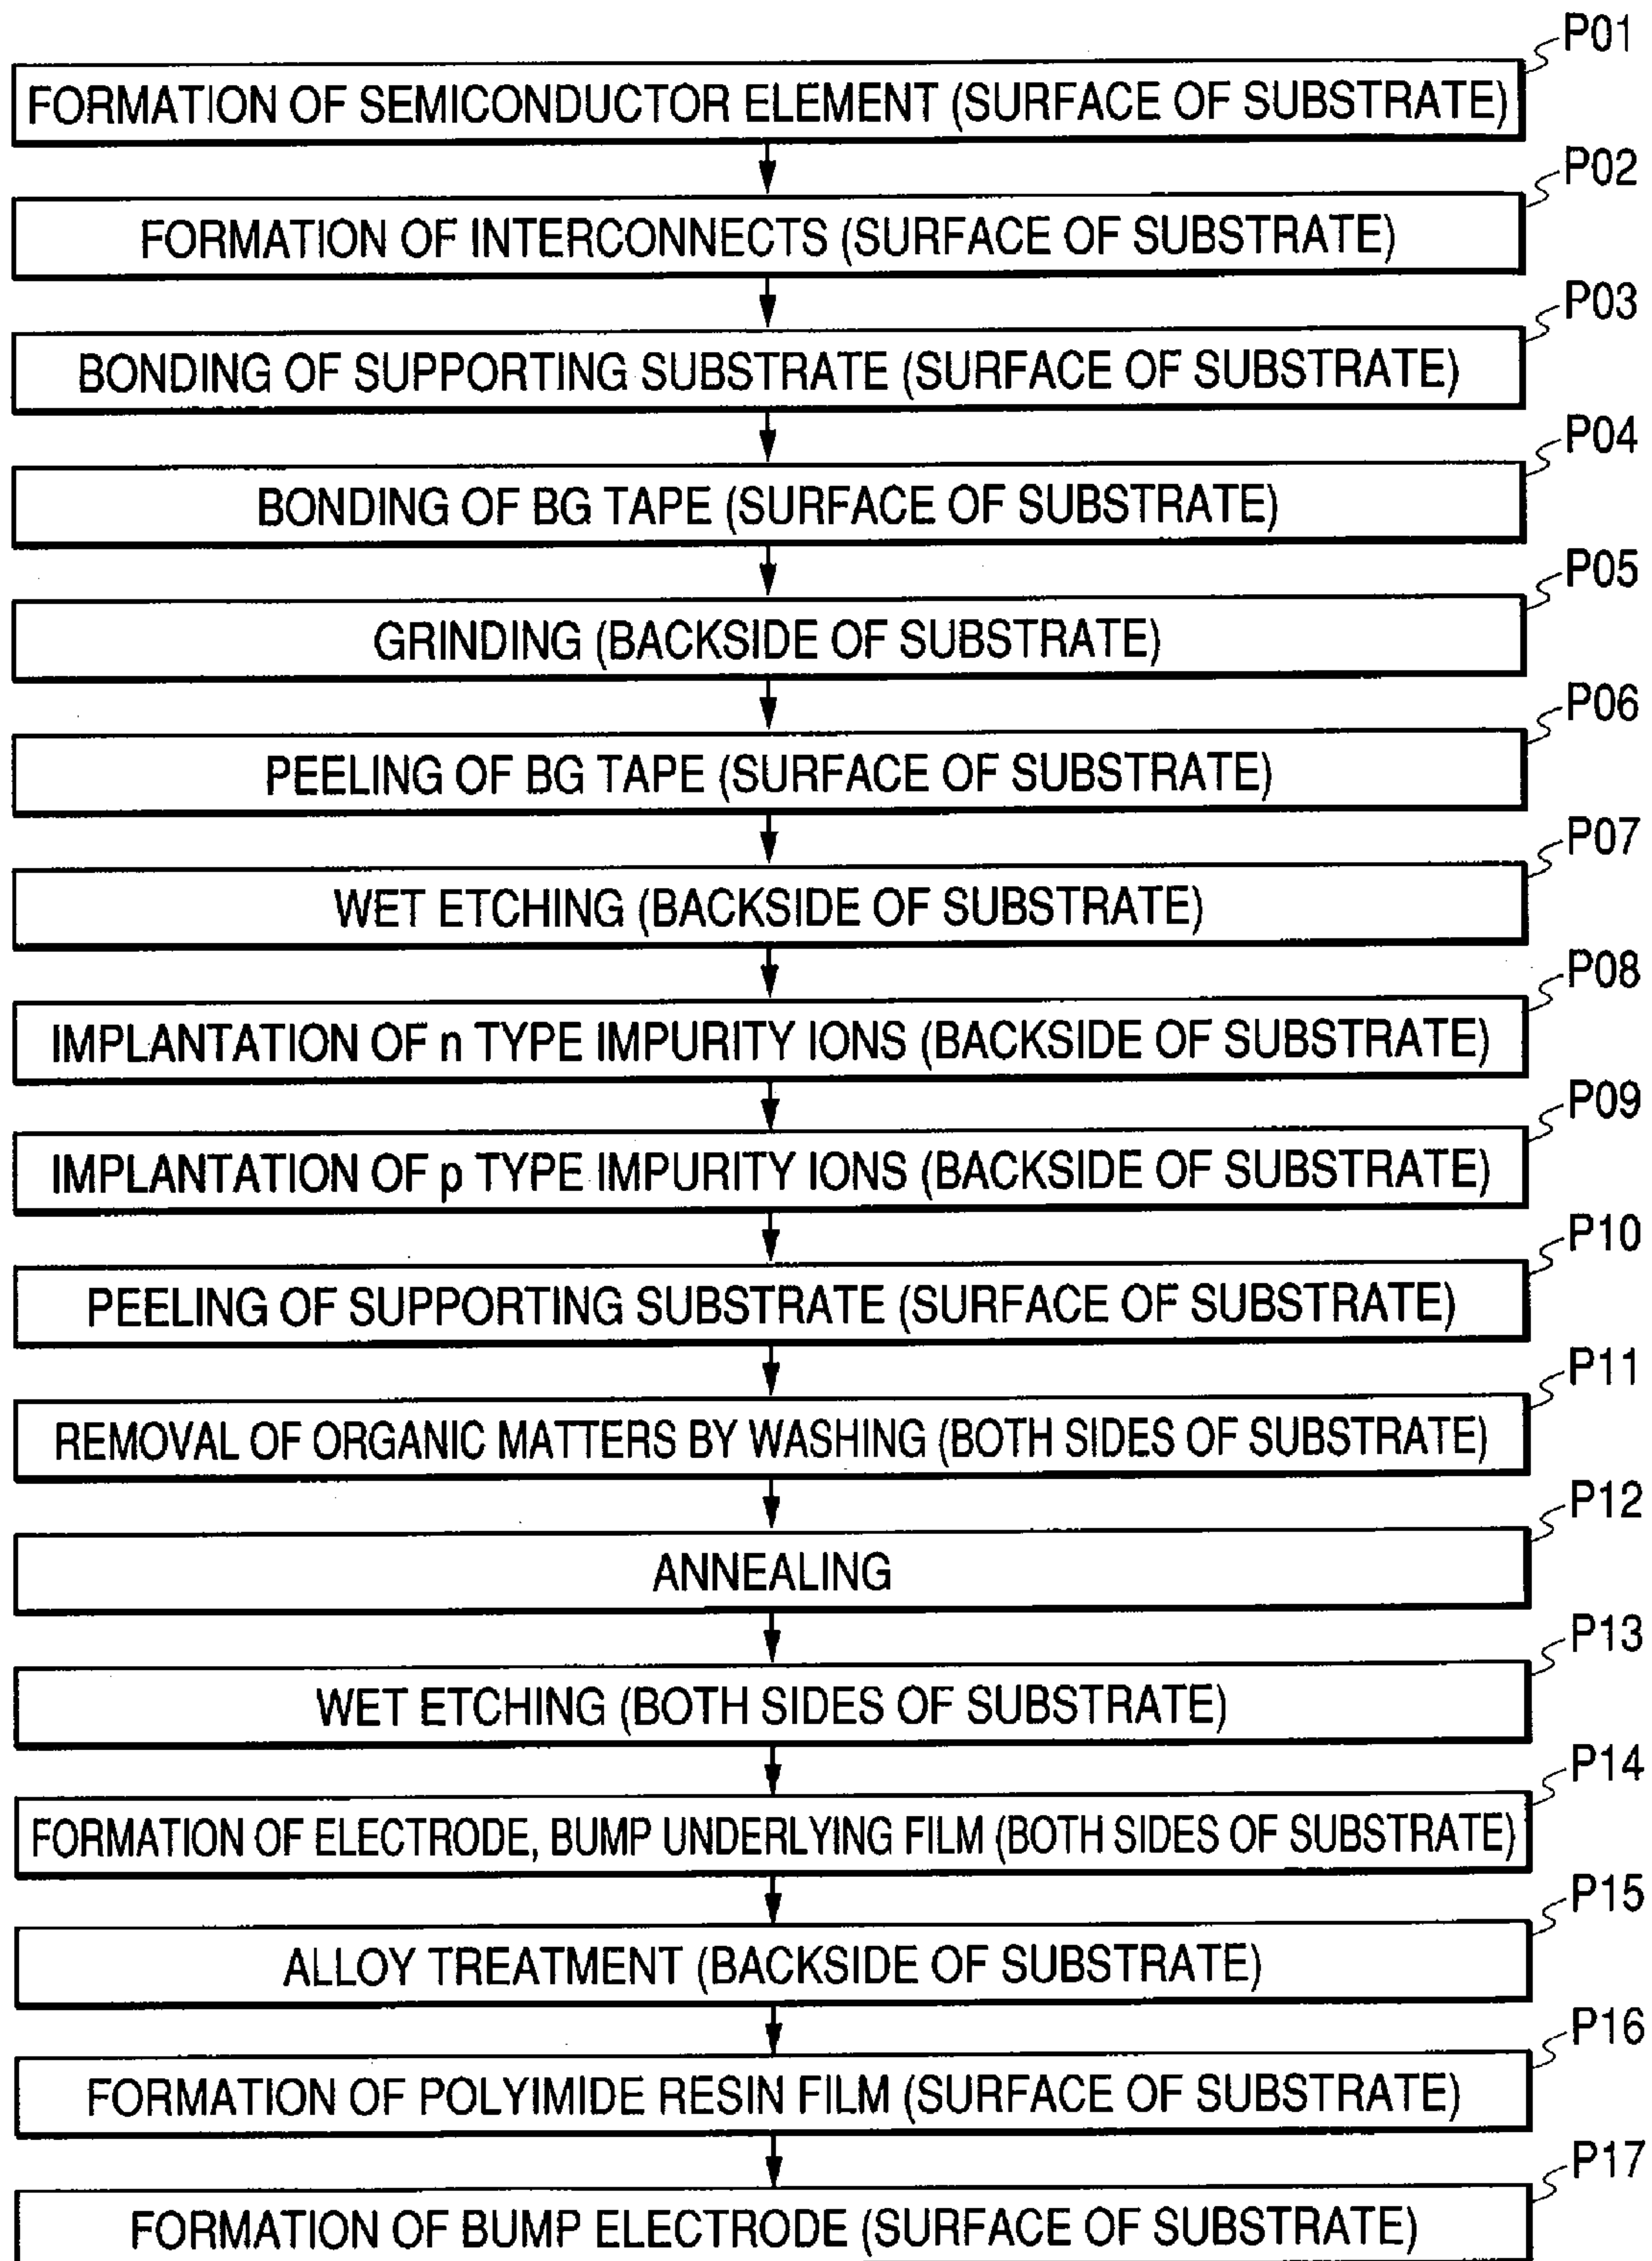 P01
FORMATION OF SEMICONDUCTOR ELEMENT (SURFACE OF SUBSTRATE)
P02
FORMATION OF INTERCONNECTS (SURFACE OF SUBSTRATE)
P03
BONDING OF SUPPORTING SUBSTRATE (SURFACE OF SUBSTRATE)
P04
BONDING OF BG TAPE (SURFACE OF SUBSTRATE)
P05
GRINDING (BACKSIDE OF SUBSTRATE)
P06
PEELING OF BG TAPE (SURFACE OF SUBSTRATE)
P07
WET ETCHING (BACKSIDE OF SUBSTRATE)
P08
IMPLANTATION OF n TYPE IMPURITY IONS (BACKSIDE OF SUBSTRATE)
P09
IMPLANTATION OF p TYPE IMPURITY IONS (BACKSIDE OF SUBSTRATE)
P10
PEELING OF SUPPORTING SUBSTRATE (SURFACE OF SUBSTRATE)
P11
REMOVAL OF ORGANIC MATTERS BY WASHING (BOTH SIDES OF SUBSTRATE)
P12
ANNEALING
P13
WET ETCHING (BOTH SIDES OF SUBSTRATE)
P14
FORMATION OF ELECTRODE, BUMP UNDERLYING FILM (BOTH SIDES OF SUBSTRATE)
P15
ALLOY TREATMENT (BACKSIDE OF SUBSTRATE)
P16
FORMATION OF POLYIMIDE RESIN FILM (SURFACE OF SUBSTRATE)
P17
FORMATION OF BUMP ELECTRODE (SURFACE OF SUBSTRATE)